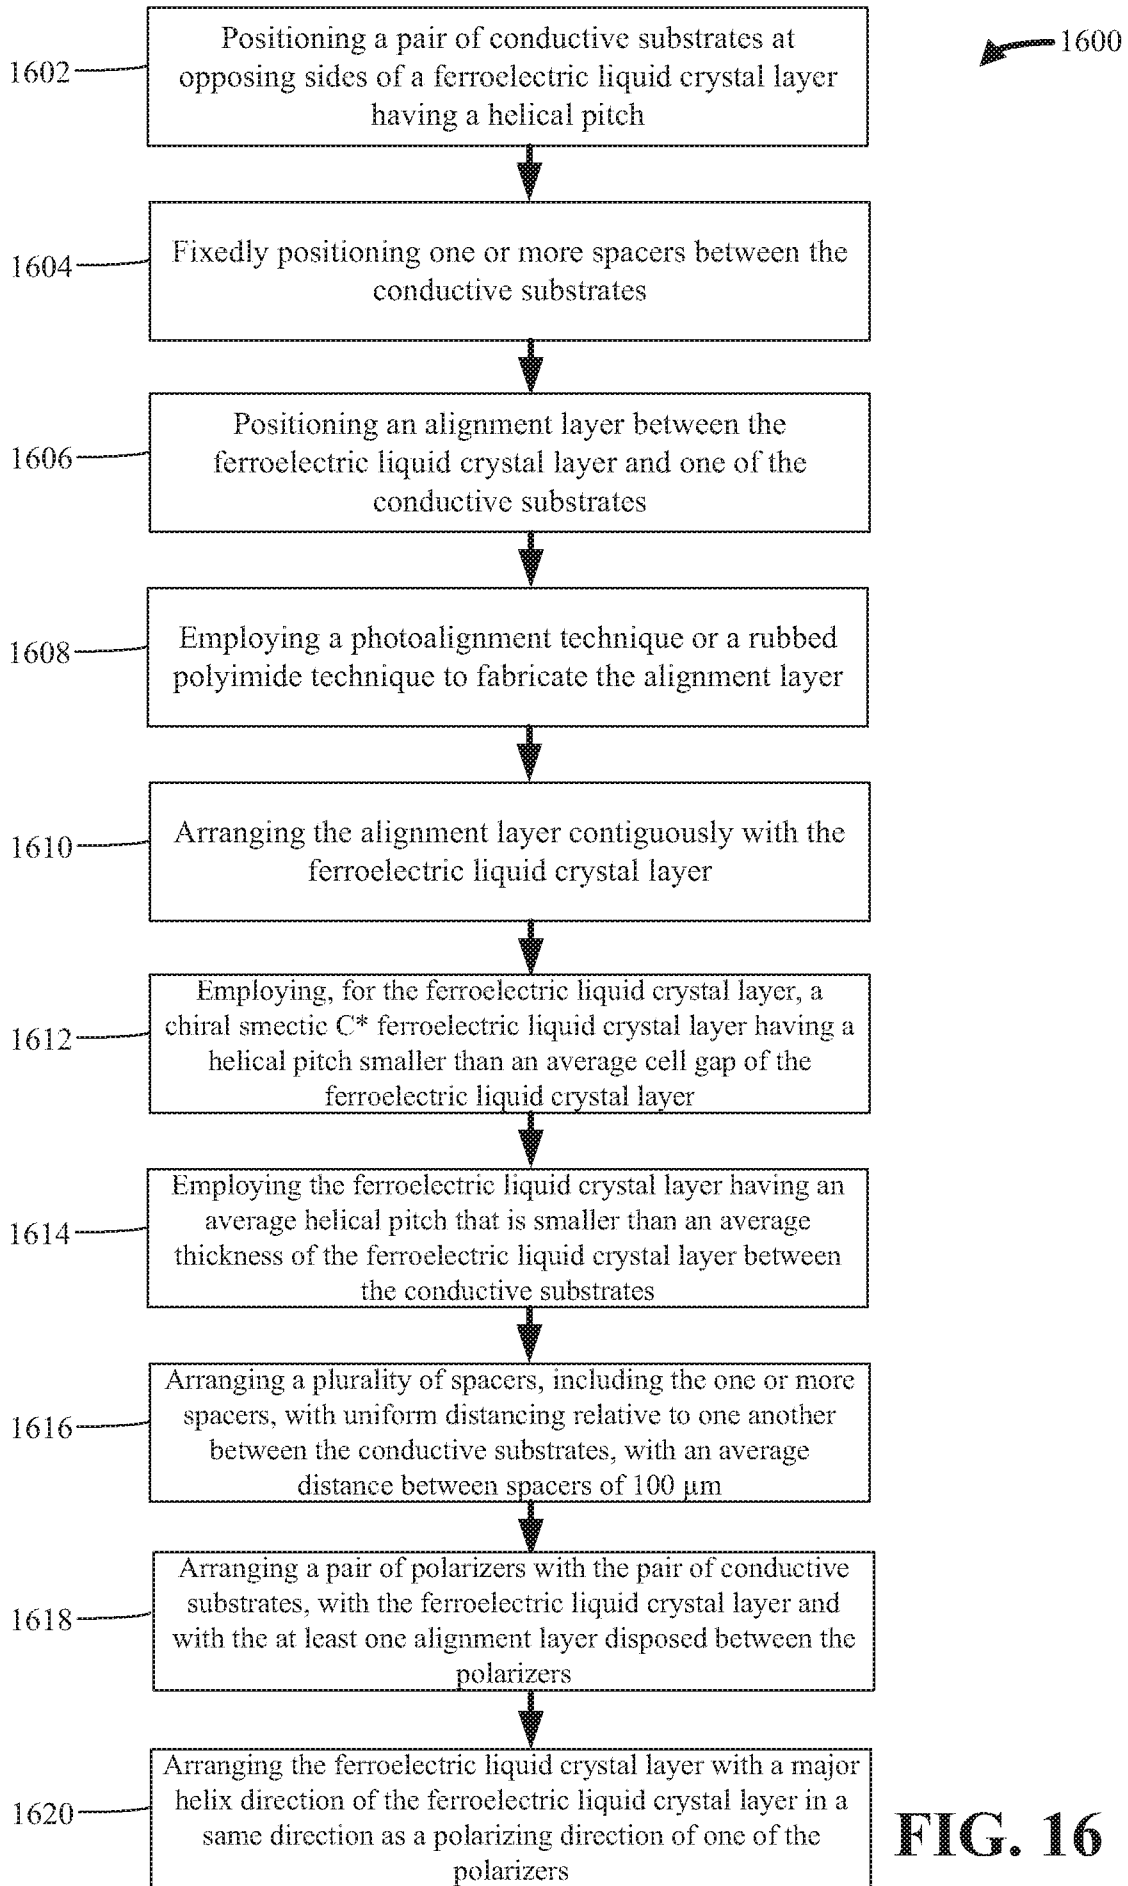 1600
1602
Positioning a pair of conductive substrates at
opposing sides of a ferroelectric liquid crystal layer
having a helical pitch
1604
Fixedly positioning one or more spacers between the
conductive substrates
1606
Positioning an alignment layer between the
ferroelectric liquid crystal layer and one of the
conductive substrates
1608
Employing a photoalignment technique or a rubbed
polyimide technique to fabricate the alignment layer
1610
Arranging the alignment layer contiguously with the
ferroelectric liquid crystal layer
1612
Employing, for the ferroelectric liquid crystal layer, a
chiral smectic C* ferroelectric liquid crystal layer having a
helical pitch smaller than an average cell gap of the
ferroelectric liquid crystal layer
1614
Employing the ferroelectric liquid crystal layer having an
average helical pitch that is smaller than an average
thickness of the ferroelectric liquid crystal layer between
the conductive substrates
1616
Arranging a plurality of spacers, including the one or more
spacers, with uniform distancing relative to one another
between the conductive substrates, with an average
distance between spacers of 100 μm
1618
Arranging a pair of polarizers with the pair of conductive
substrates, with the ferroelectric liquid crystal layer and
with the at least one alignment layer disposed between the
polarizers
1620
Arranging the ferroelectric liquid crystal layer with a major
helix direction of the ferroelectric liquid crystal layer in a
same direction as a polarizing direction of one of the
polarizers
FIG. 16